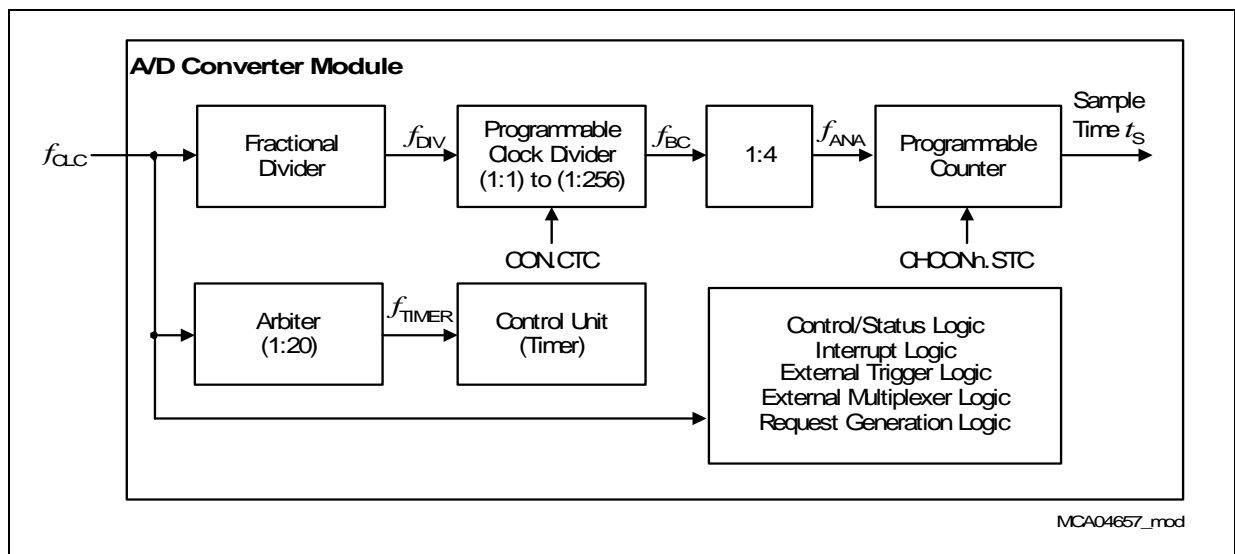 A/D Converter Module
fCLC
Fractional
Divider
fDIV
Programmable
Clock Divider
(1:1) to (1:256)
fBC
1:4
fANA
Programmable
Counter
Sample
Time tS
CON.CTC
CHCONn.STC
Arbiter
(1:20)
fTIMER
Control Unit
(Timer)
Control/Status Logic
Interrupt Logic
External Trigger Logic
External Multiplexer Logic
Request Generation Logic
MCA04657_mod